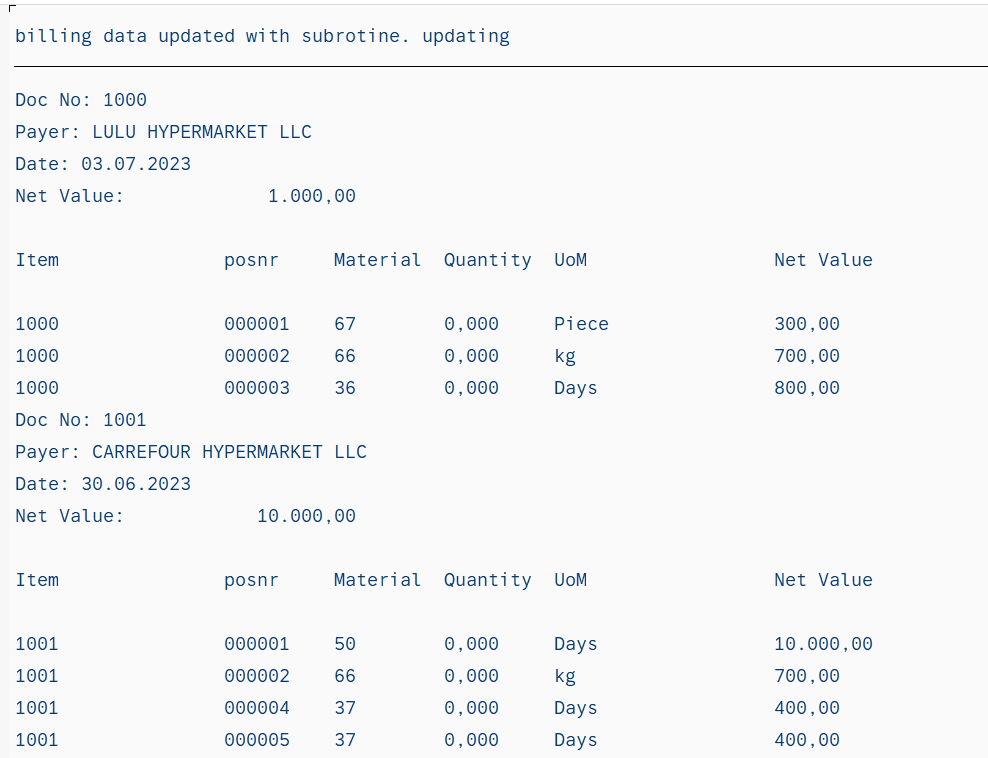 billing data updated with subrotine. updating
Doc No: 1000
Payer: LULU HYPERMARKET LLC
Date: 03.07.2023
Net Value: 1.000,00
Item posnr Material Quantity UoM Net Value
1000 000001 67 0,000 Piece 300,00
1000 000002 66 0,000 kg 700,00
1000 000003 36 0,000 Days 800,00
Doc No: 1001
Payer: CARREFOUR HYPERMARKET LLC
Date: 30.06.2023
Net Value: 10.000,00
Item posnr Material Quantity UoM Net Value
1001 000001 50 0,000 Days 10.000,00
1001 000002 66 0,000 kg 700,00
1001 000004 37 0,000 Days 400,00
1001 000005 37 0,000 Days 400,00